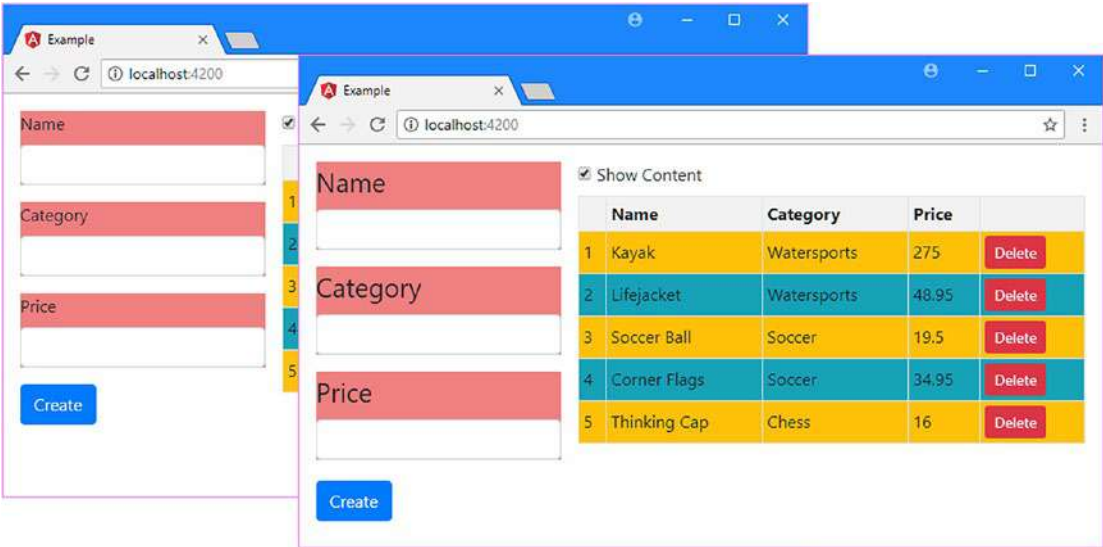 Example
localhost:4200
Name
Category
Price
Create
1
2
3
4
5
Example
localhost:4200
Name
Category
Price
Create
Show Content
Name Category Price
1 Kayak Watersports 275 Delete
2 Lifejacket Watersports 48.95 Delete
3 Soccer Ball Soccer 19.5 Delete
4 Corner Flags Soccer 34.95 Delete
5 Thinking Cap Chess 16 Delete